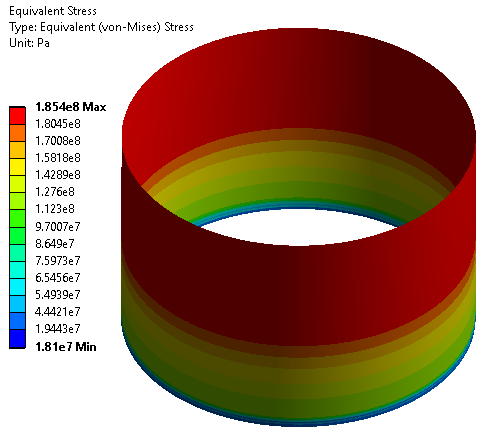 Equivalent Stress
Type: Equivalent (von-Mises) Stress
Unit: Pa
1.854e8 Max
1.8045e8
1.7008e8
1.5818e8
1.4289e8
1.276e8
1.123e8
9.7007e7
8.649e7
7.5973e7
6.5456e7
5.4939e7
4.4421e7
1.9443e7
1.81e7 Min